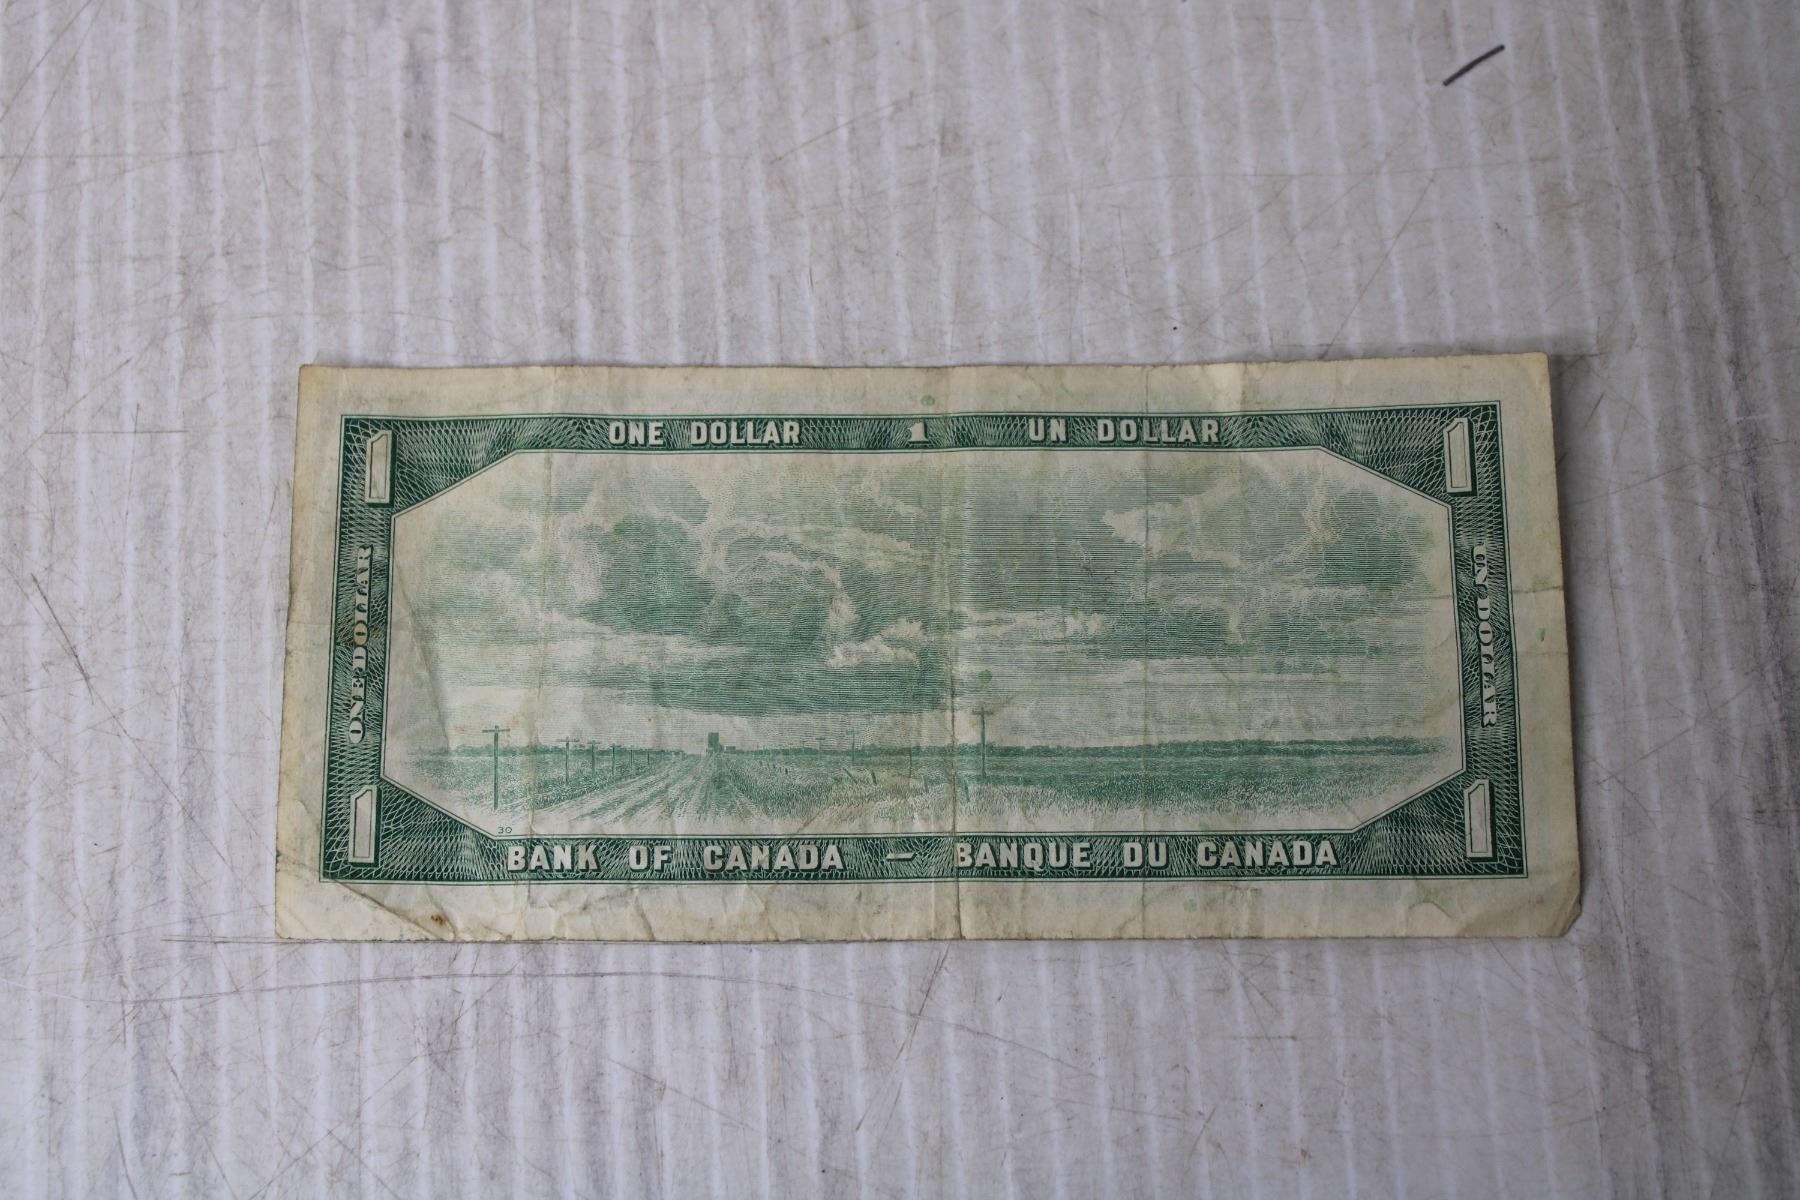 ONE DOLLAR 1 UN DOLLAR
1
1
ONE DOLLAR
UN DOLLAR
1
1
30
BANK OF CANADA — BANQUE DU CANADA